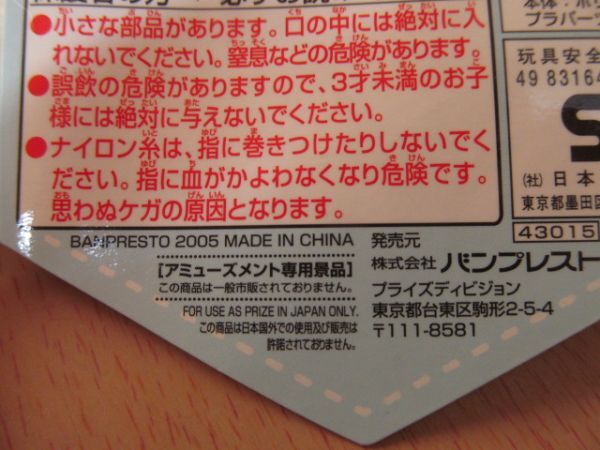 ●小さな部品があります。口の中には絶対に入
れないでください。窒息などの危険があります。
●誤飲の危険がありますので、3才未満のお子
様には絶対に与えないでください。
●ナイロン糸は、指に巻きつけたりしないでく
ださい。指に血がかよわなくなり危険です。
思わぬケガの原因となります。
BANPRESTO 2005 MADE IN CHINA
[アミューズメント専用景品]
この商品は一般市販されておりません。
FOR USE AS PRIZE IN JAPAN ONLY.
この商品は日本国外での使用及び販売は
許諾されておりません。
発売元
株式会社 バンプレスト
プライズディビジョン
東京都台東区駒形2-5-4
〒111-8581
本体:ポリ
プラパーツ
玩具安全
49 83164
S
(社)日本
東京都墨田区
43015